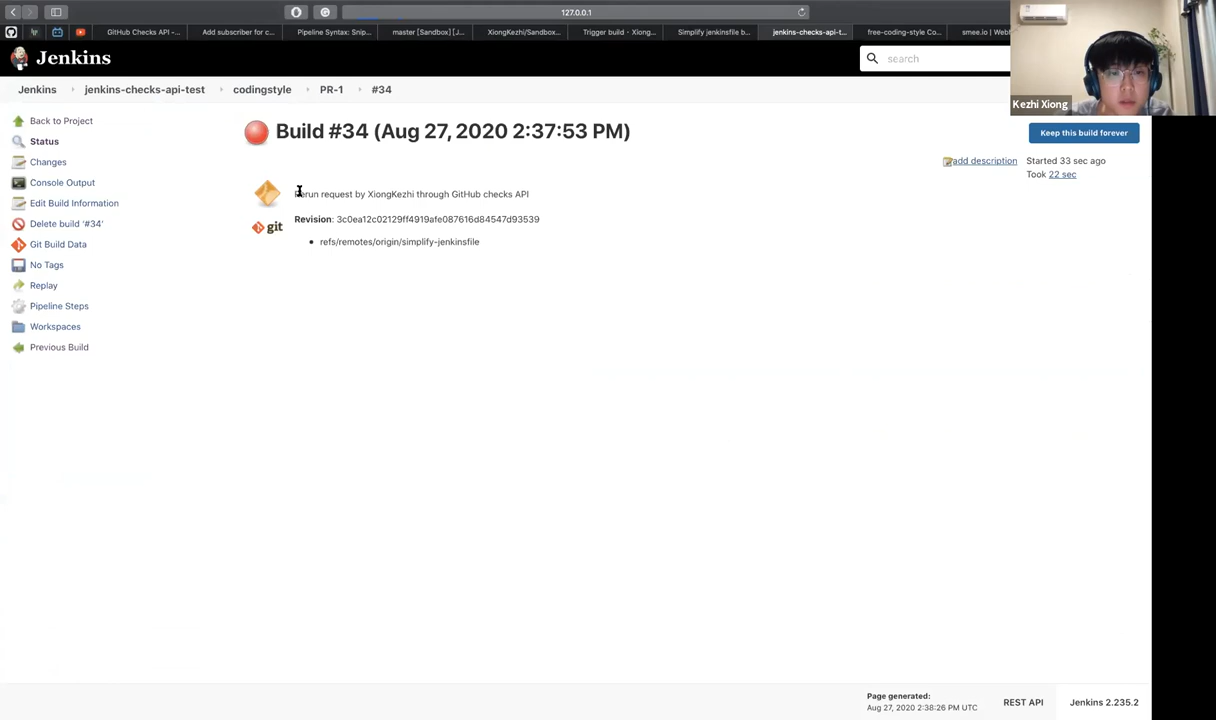 127.0.0.1
GitHub Checks API -...
Add subscriber for c...
Pipeline Syntax: Snip...
master [Sandbox] [J...
XiongKezhi/Sandbox...
Trigger build - Xiong...
Simplify jenkinsfile b...
jenkins-checks-api-t...
free-coding-style Co...
smee.io | Web
Jenkins
search
Kezhi Xiong
Jenkins jenkins-checks-api-test codingstyle PR-1 #34
Back to Project
Status
Changes
Console Output
Edit Build Information
Delete build '#34'
Git Build Data
No Tags
Replay
Pipeline Steps
Workspaces
Previous Build
Build #34 (Aug 27, 2020 2:37:53 PM)
Keep this build forever
add description
Started 33 sec ago
Took 22 sec
Rerun request by XiongKezhi through GitHub checks API
git
Revision: 3c0ea12c02129ff4919afe087616d84547d93539
refs/remotes/origin/simplify-jenkinsfile
Page generated:
Aug 27, 2020 2:38:26 PM UTC
REST API
Jenkins 2.235.2